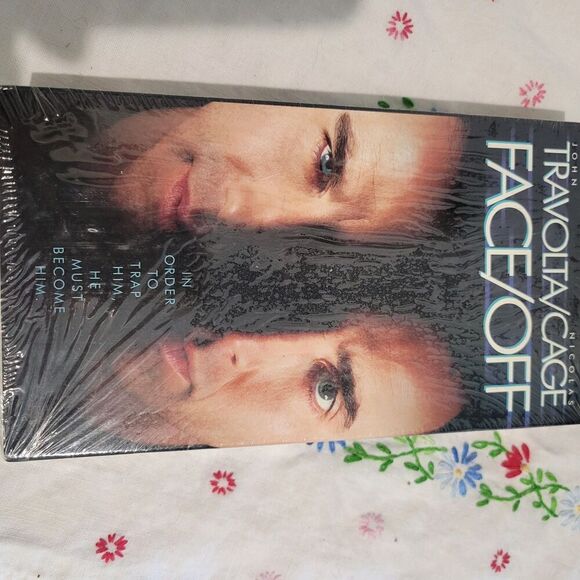 JOHN NICOLAS
TRAVOLTA/CAGE
FACE/OFF
IN
ORDER
TO
TRAP
HIM,
HE
MUST
BECOME
HIM.